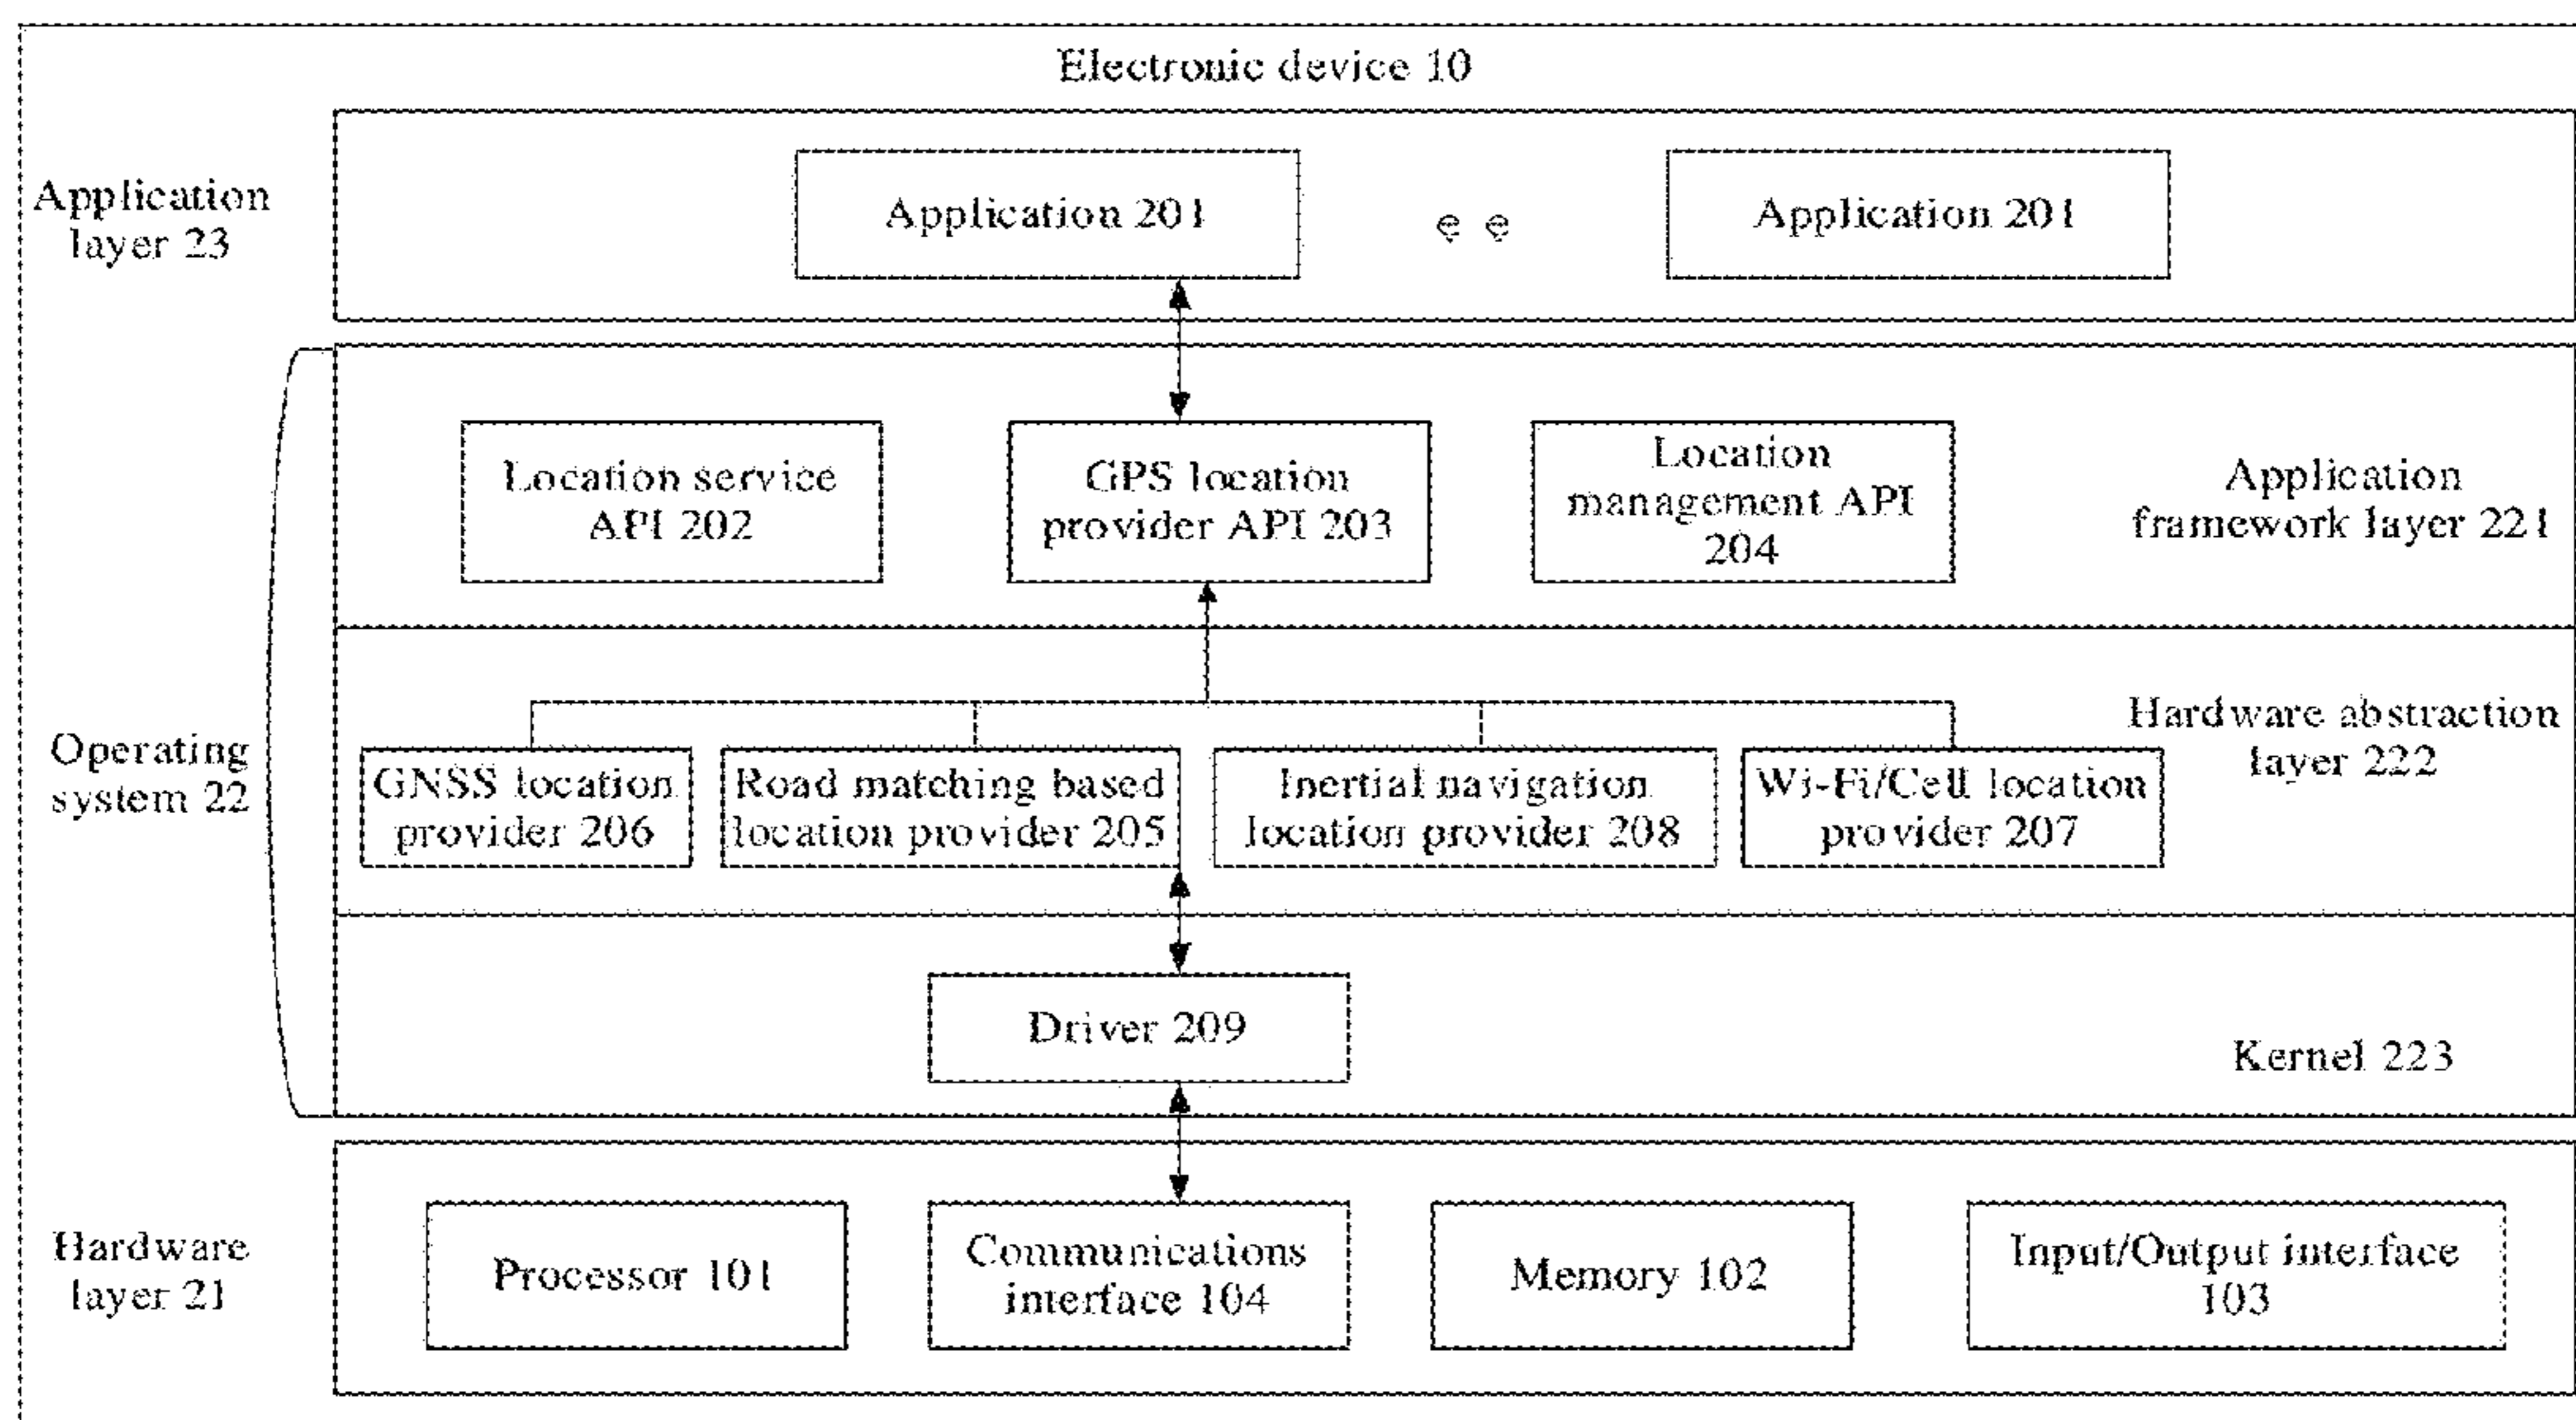 Electronic device 10
Application
layer 23
Application 201
Application 201
Location service
API 202
GPS location
provider API 203
Location
management API
204
Application
framework layer 221
Operating
system 22
Hardware abstraction
layer 222
GNSS location
provider 206
Road matching based
location provider 205
Inertial navigation
location provider 208
Wi-Fi/Cell location
provider 207
Driver 209
Kernel 223
Hardware
layer 21
Processor 101
Communications
interface 104
Memory 102
Input/Output interface
103